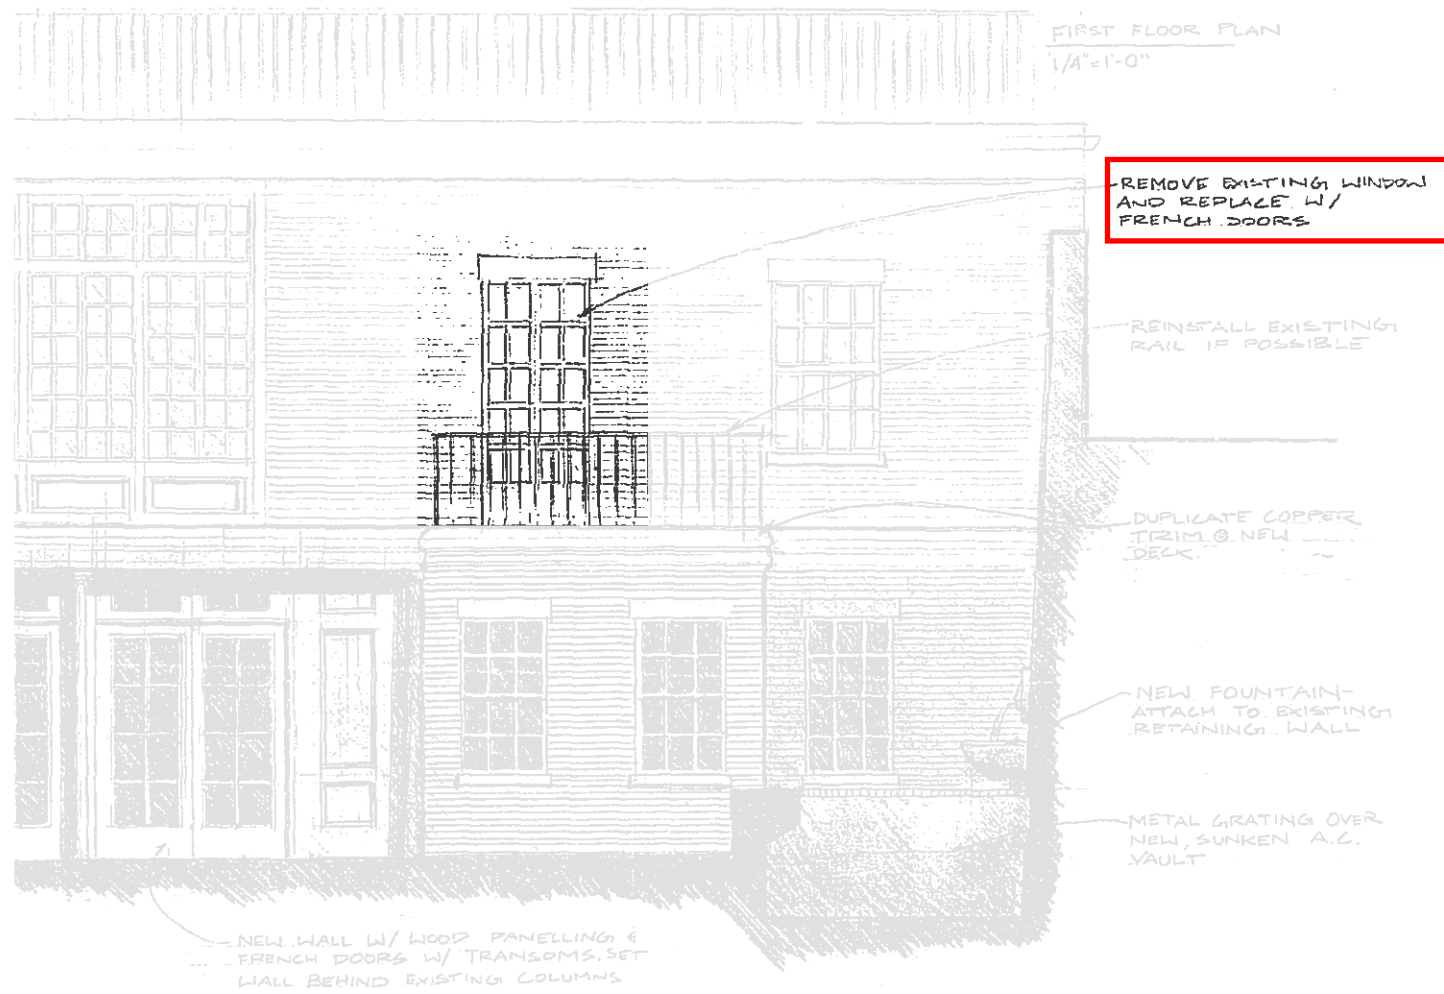 FIRST FLOOR PLAN
1/4"=1'-0"
REMOVE EXISTING WINDOW
AND REPLACE W/
FRENCH DOORS
REINSTALL EXISTING
RAIL IF POSSIBLE
DUPLICATE COPPER
TRIM @ NEW
DECK
NEW FOUNTAIN-
ATTACH TO EXISTING
RETAINING WALL
METAL GRATING OVER
NEW, SUNKEN A.C.
VAULT
NEW WALL W/ WOOD PANELLING &
FRENCH DOORS W/ TRANSOMS, SET
WALL BEHIND EXISTING COLUMNS